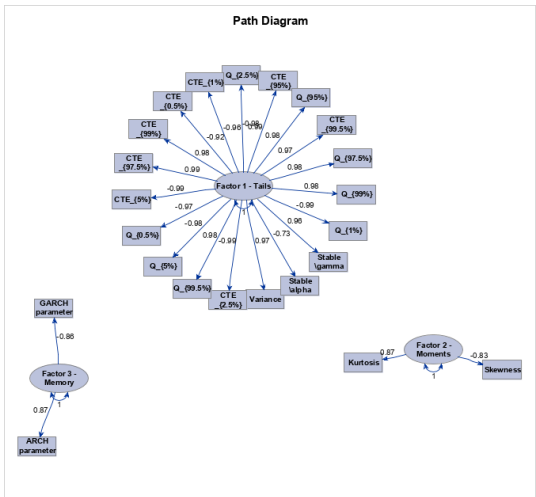 Path Diagram
Q_{2.5%}
CTE
_{95%}
CTE_{1%}
Q_{95%}
CTE
_{0.5%}
CTE
_{99.5%}
CTE
_{99%}
-0.96
0.99
-0.92
0.97
0.98
0.98
CTE
_{97.5%}
Q_{97.5%}
0.99
0.98
Factor 1 - Tails
0.98
Q_{99%}
CTE_{5%}
-0.99
-0.99
-0.97
1
0.96
Q_{1%}
Q_{0.5%}
-0.98
0.98
-0.99
0.97
-0.73
Stable
\gamma
Q_{5%}
Q_{99.5%}
CTE
_{2.5%}
Variance
Stable
\alpha
GARCH
parameter
-0.86
Factor 3 -
Memory
1
0.87
ARCH
parameter
Factor 2 -
Moments
0.87
-0.83
Kurtosis
1
Skewness